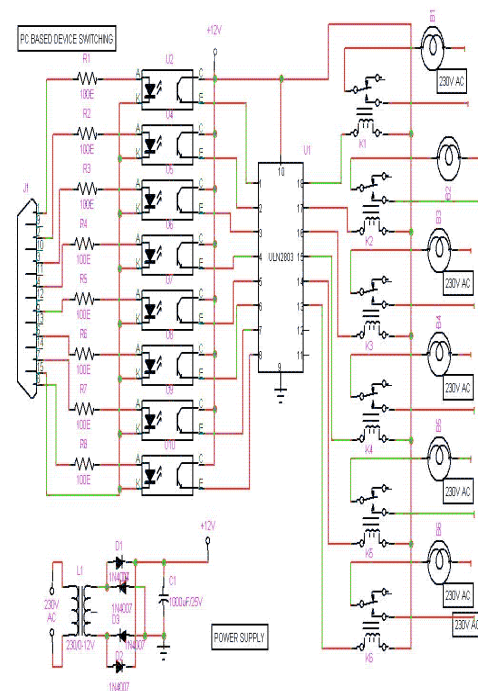 PC BASED DEVICE SWITCHING
+12V
B1
230V AC
R1
100E
A
K
U2
C
E
R2
100E
A
K
U4
C
E
R3
100E
A
K
U5
C
E
R4
100E
A
K
U6
C
E
R5
100E
A
K
U7
C
E
R6
100E
A
K
U8
C
E
R7
100E
A
K
U9
C
E
R8
100E
A
K
U10
C
E
J1
U1
10
ULN2803
1
2
3
4
5
6
7
8
9
18
17
16
15
14
13
12
11
K1
B2
K2
B3
230V AC
K3
B4
230V AC
K4
B5
230V AC
K5
B6
230V AC
230V AC
K6
+12V
D1
1N4007
L1
230V
AC
230/0-12V
1N4007
D3
1N4007
D2
1N4007
C1
1000uF/25V
POWER SUPPLY